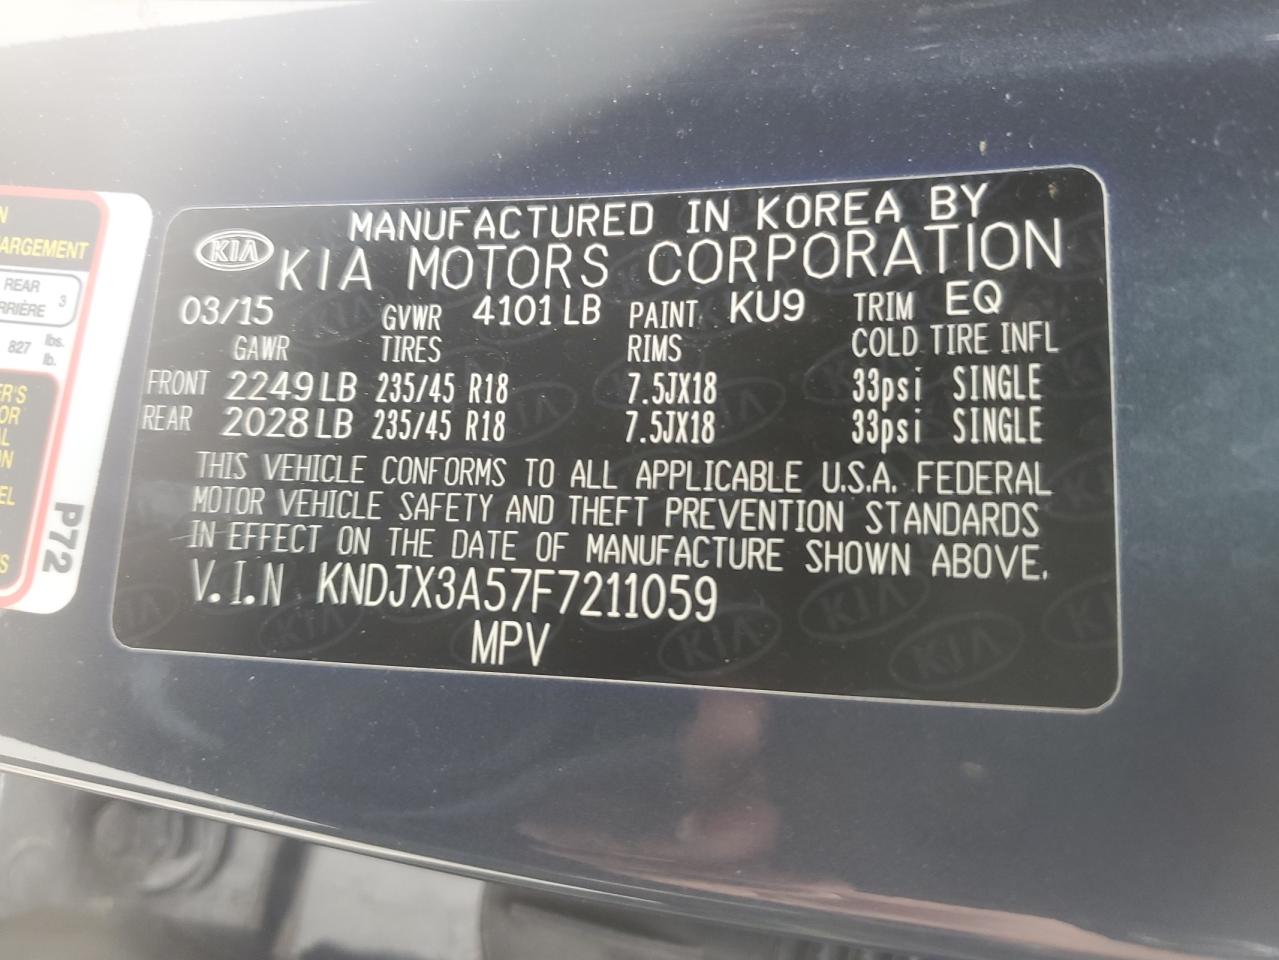 MANUFACTURED IN KOREA BY
KIA KIA MOTORS CORPORATION
03/15 GVWR 4101 LB PAINT KU9 TRIM EQ
GAWR TIRES RIMS COLD TIRE INFL
FRONT 2249 LB 235/45 R18 7.5JX18 33psi SINGLE
REAR 2028 LB 235/45 R18 7.5JX18 33psi SINGLE
THIS VEHICLE CONFORMS TO ALL APPLICABLE U.S.A. FEDERAL
MOTOR VEHICLE SAFETY AND THEFT PREVENTION STANDARDS
IN EFFECT ON THE DATE OF MANUFACTURE SHOWN ABOVE.
V.I.N KNDJX3A57F7211059
MPV
REAR 3
827 lbs.
lb.
P72